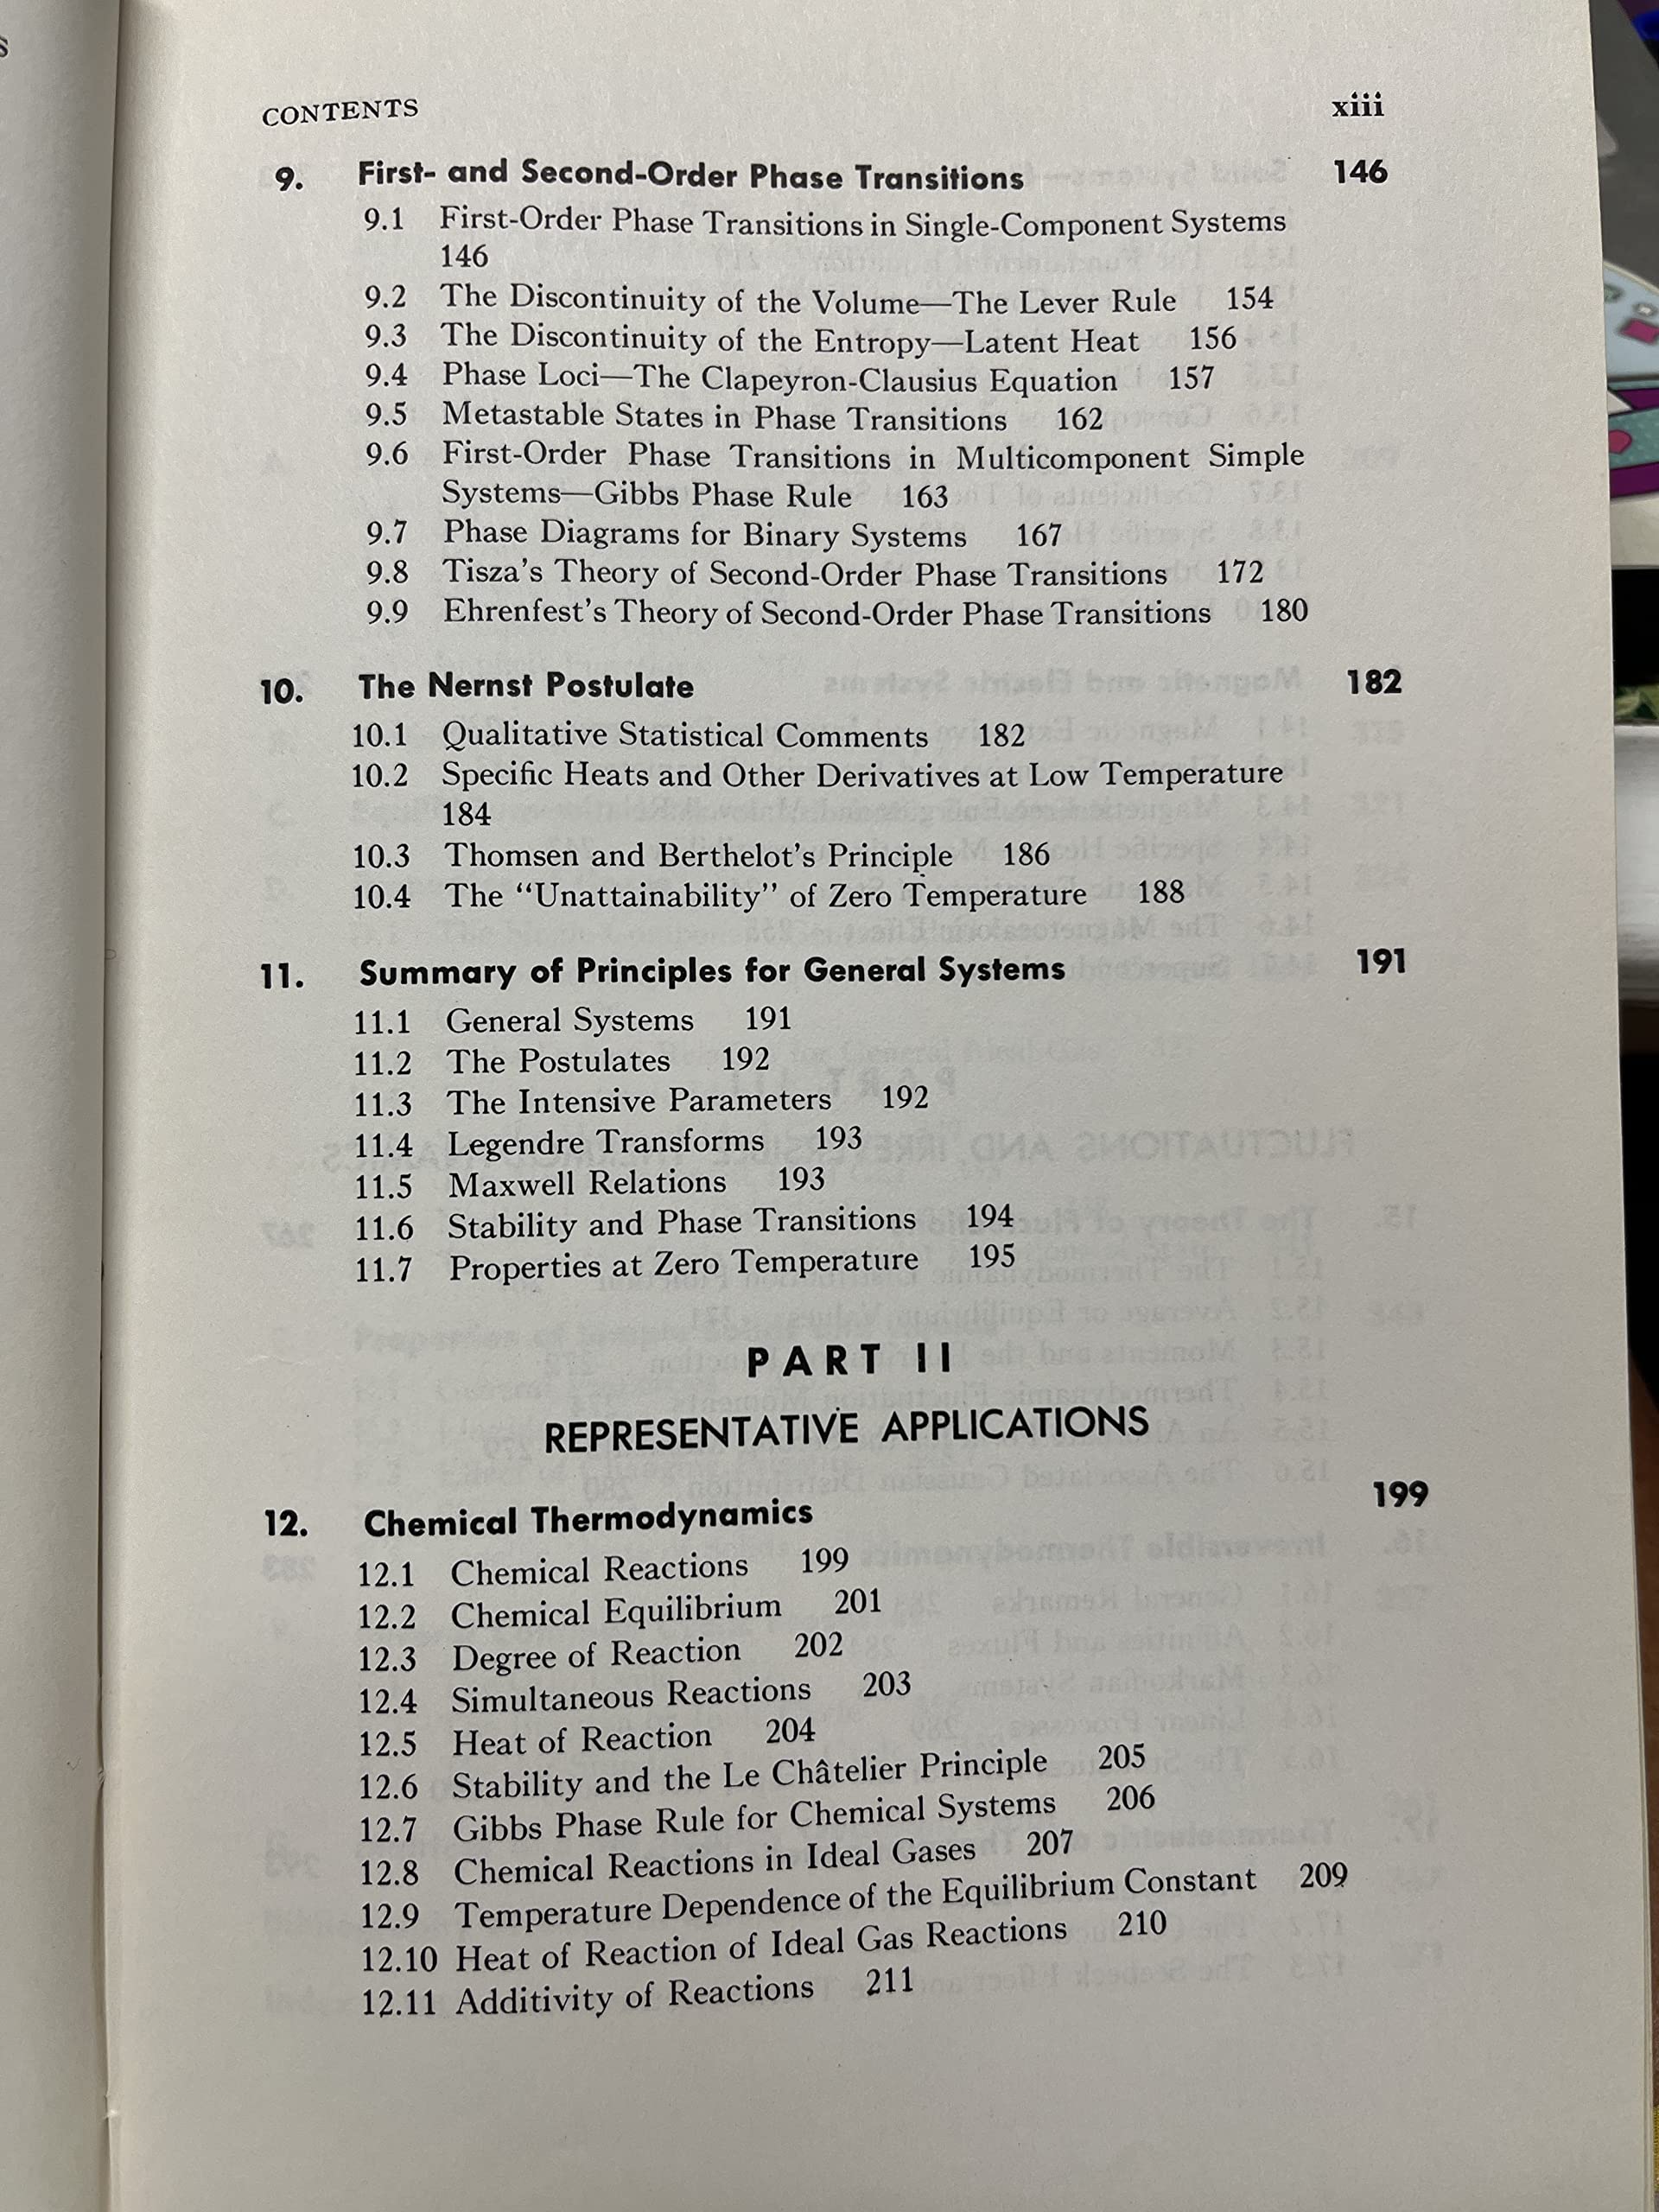 CONTENTS xiii
9. First- and Second-Order Phase Transitions 146
9.1 First-Order Phase Transitions in Single-Component Systems
146
9.2 The Discontinuity of the Volume—The Lever Rule 154
9.3 The Discontinuity of the Entropy—Latent Heat 156
9.4 Phase Loci—The Clapeyron-Clausius Equation 157
9.5 Metastable States in Phase Transitions 162
9.6 First-Order Phase Transitions in Multicomponent Simple
Systems—Gibbs Phase Rule 163
9.7 Phase Diagrams for Binary Systems 167
9.8 Tisza's Theory of Second-Order Phase Transitions 172
9.9 Ehrenfest's Theory of Second-Order Phase Transitions 180
10. The Nernst Postulate 182
10.1 Qualitative Statistical Comments 182
10.2 Specific Heats and Other Derivatives at Low Temperature
184
10.3 Thomsen and Berthelot's Principle 186
10.4 The "Unattainability" of Zero Temperature 188
11. Summary of Principles for General Systems 191
11.1 General Systems 191
11.2 The Postulates 192
11.3 The Intensive Parameters 192
11.4 Legendre Transforms 193
11.5 Maxwell Relations 193
11.6 Stability and Phase Transitions 194
11.7 Properties at Zero Temperature 195
PART II
REPRESENTATIVE APPLICATIONS
12. Chemical Thermodynamics 199
12.1 Chemical Reactions 199
12.2 Chemical Equilibrium 201
12.3 Degree of Reaction 202
12.4 Simultaneous Reactions 203
12.5 Heat of Reaction 204
12.6 Stability and the Le Châtelier Principle 205
12.7 Gibbs Phase Rule for Chemical Systems 206
12.8 Chemical Reactions in Ideal Gases 207
12.9 Temperature Dependence of the Equilibrium Constant 209
12.10 Heat of Reaction of Ideal Gas Reactions 210
12.11 Additivity of Reactions 211